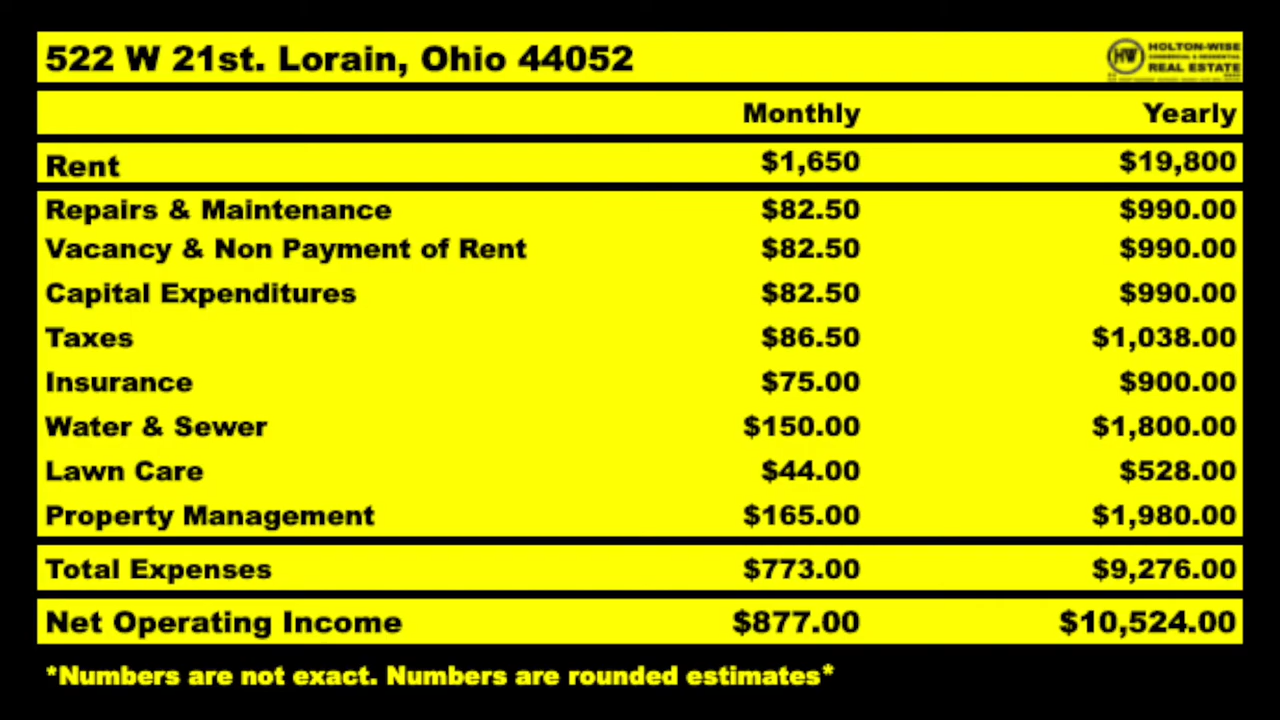 522 W 21st. Lorain, Ohio 44052
HOLTON-WISE
COMMERCIAL & RESIDENTIAL
REAL ESTATE
HW
Monthly Yearly
Rent $1,650 $19,800
Repairs & Maintenance $82.50 $990.00
Vacancy & Non Payment of Rent $82.50 $990.00
Capital Expenditures $82.50 $990.00
Taxes $86.50 $1,038.00
Insurance $75.00 $900.00
Water & Sewer $150.00 $1,800.00
Lawn Care $44.00 $528.00
Property Management $165.00 $1,980.00
Total Expenses $773.00 $9,276.00
Net Operating Income $877.00 $10,524.00
*Numbers are not exact. Numbers are rounded estimates*